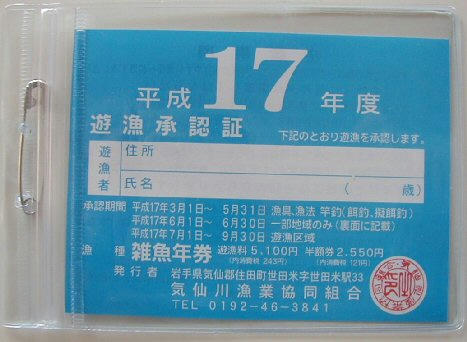 平成 17 年度
遊漁承認証
下記のとおり遊漁を承認します。
遊漁者 住所
氏名 ( 歳)
承認期間 平成17年3月1日~ 5月31日 漁具、漁法 竿釣(餌釣、擬餌釣)
平成17年6月1日~ 6月30日 一部地域のみ(裏面に記載)
平成17年7月1日~ 9月30日 遊漁区域
漁種 雑魚年券 遊漁料5,100円 半額券2,550円
(内消費税 243円) (内消費税 121円)
発行者 岩手県気仙郡住田町世田米字世田米駅33
気仙川漁業協同組合
TEL 0192-46-3841